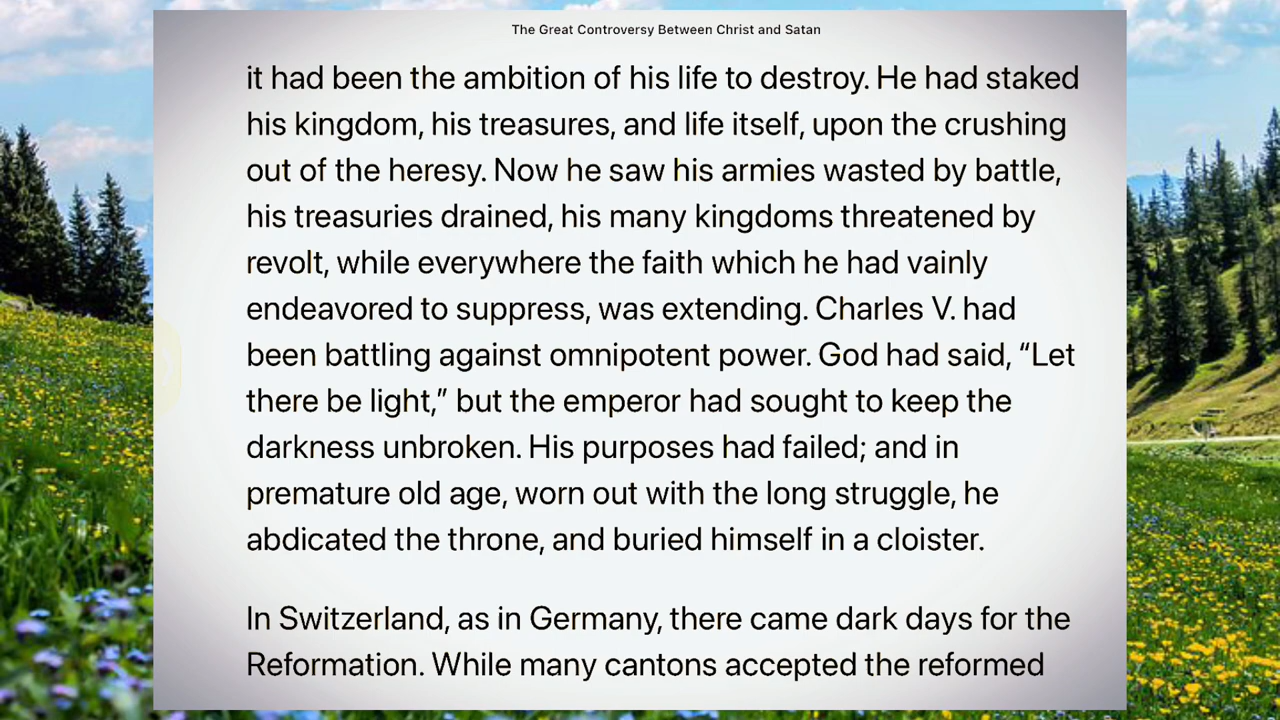 The Great Controversy Between Christ and Satan
it had been the ambition of his life to destroy. He had staked
his kingdom, his treasures, and life itself, upon the crushing
out of the heresy. Now he saw his armies wasted by battle,
his treasuries drained, his many kingdoms threatened by
revolt, while everywhere the faith which he had vainly
endeavored to suppress, was extending. Charles V. had
been battling against omnipotent power. God had said, “Let
there be light,” but the emperor had sought to keep the
darkness unbroken. His purposes had failed; and in
premature old age, worn out with the long struggle, he
abdicated the throne, and buried himself in a cloister.
In Switzerland, as in Germany, there came dark days for the
Reformation. While many cantons accepted the reformed